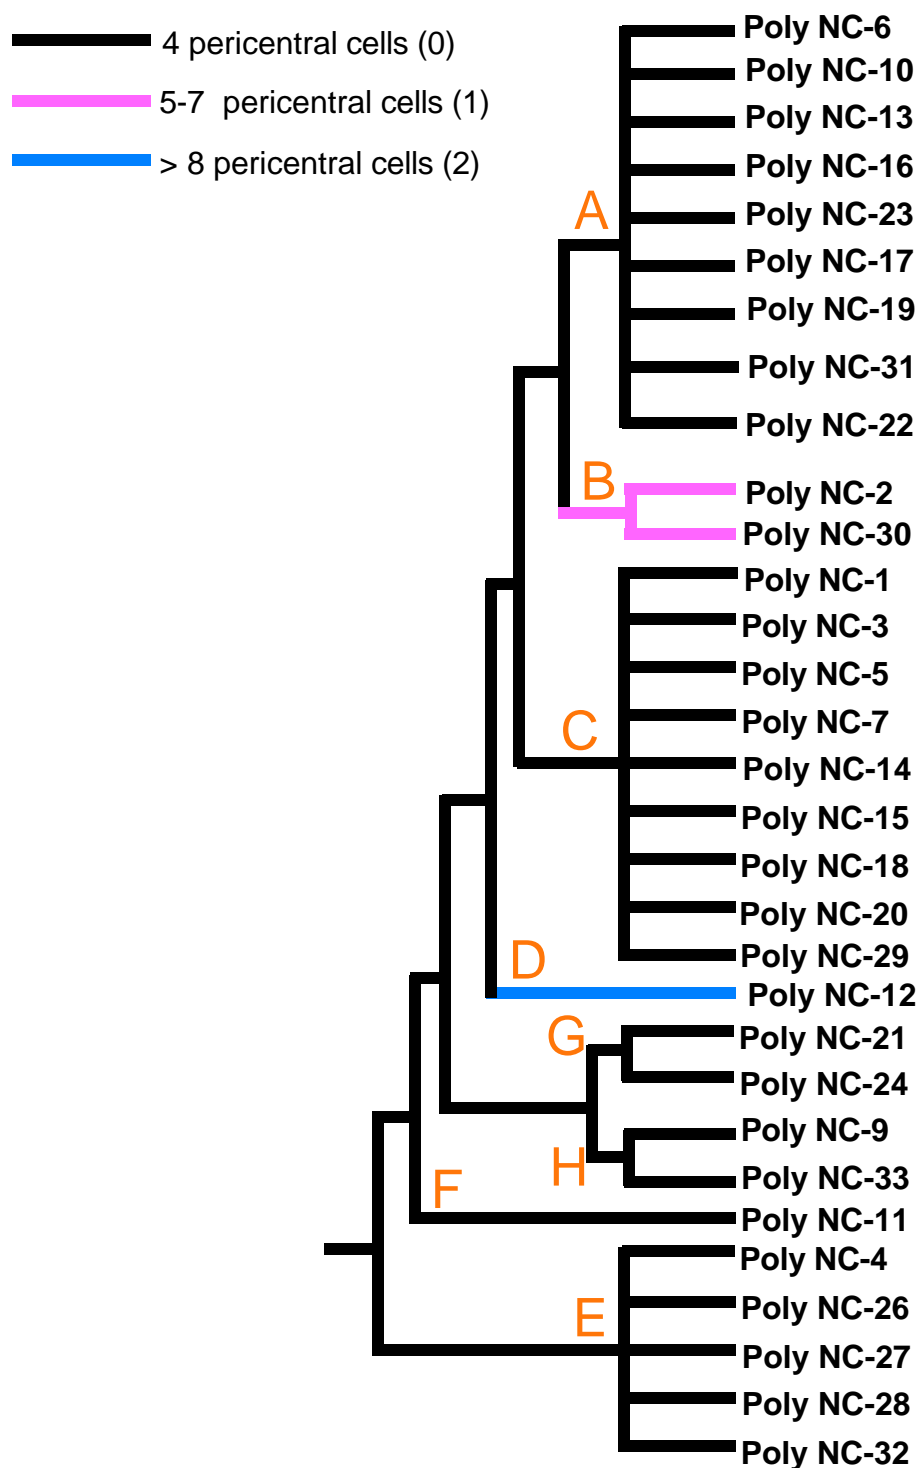 4 pericentral cells (0)
5-7 pericentral cells (1)
> 8 pericentral cells (2)
Poly NC-6
Poly NC-10
Poly NC-13
Poly NC-16
A
Poly NC-23
Poly NC-17
Poly NC-19
Poly NC-31
Poly NC-22
B
Poly NC-2
Poly NC-30
Poly NC-1
Poly NC-3
Poly NC-5
Poly NC-7
C
Poly NC-14
Poly NC-15
Poly NC-18
Poly NC-20
Poly NC-29
D
Poly NC-12
G
Poly NC-21
Poly NC-24
Poly NC-9
H
Poly NC-33
F
Poly NC-11
Poly NC-4
Poly NC-26
E
Poly NC-27
Poly NC-28
Poly NC-32